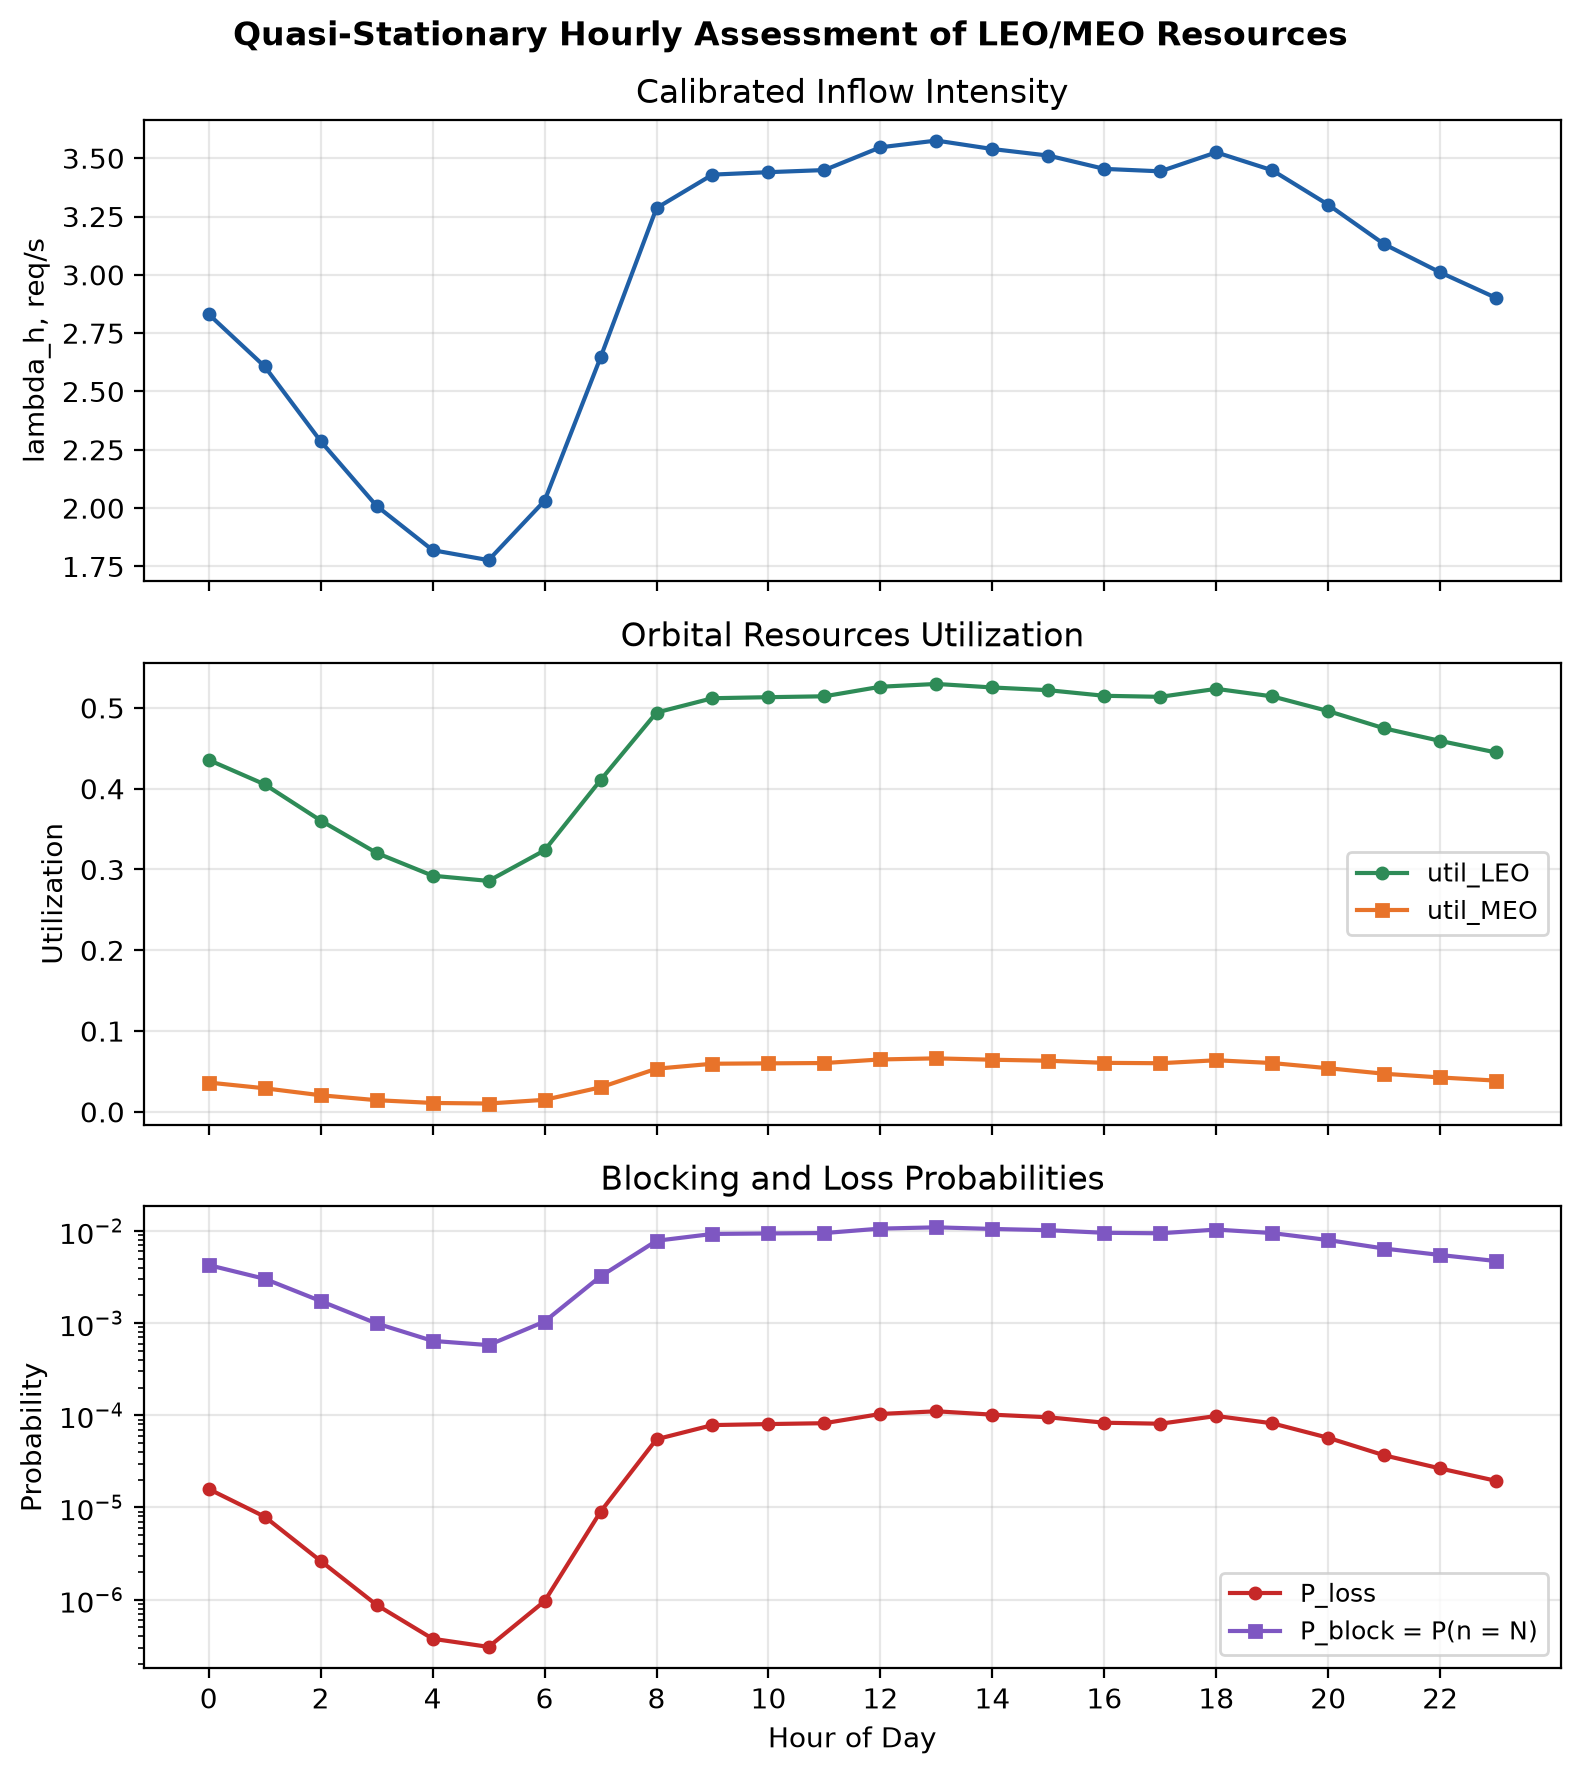 Quasi-Stationary Hourly Assessment of LEO/MEO Resources
Calibrated Inflow Intensity
lambda_h, req/s
3.50
3.25
3.00
2.75
2.50
2.25
2.00
1.75
Orbital Resources Utilization
Utilization
0.5
0.4
0.3
0.2
0.1
0.0
util_LEO
util_MEO
Blocking and Loss Probabilities
Probability
10⁻²
10⁻³
10⁻⁴
10⁻⁵
10⁻⁶
P_loss
P_block = P(n = N)
0 2 4 6 8 10 12 14 16 18 20 22
Hour of Day